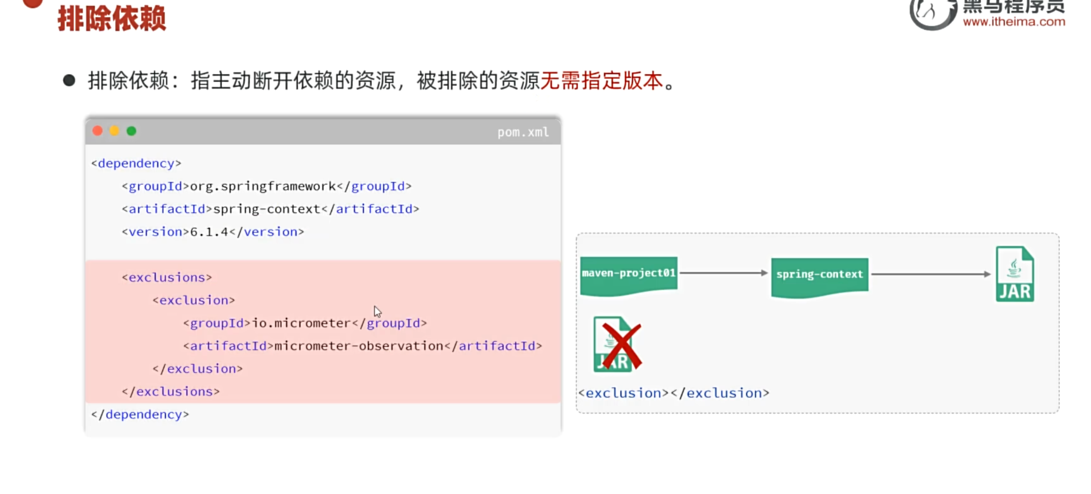 排除依赖
黑马程序员
www.itheima.com
● 排除依赖：指主动断开依赖的资源，被排除的资源无需指定版本。
pom.xml
<dependency>
    <groupId>org.springframework</groupId>
    <artifactId>spring-context</artifactId>
    <version>6.1.4</version>
    <exclusions>
        <exclusion>
            <groupId>io.micrometer</groupId>
            <artifactId>micrometer-observation</artifactId>
        </exclusion>
    </exclusions>
</dependency>
maven-project01
spring-context
JAR
JAR
<exclusion></exclusion>